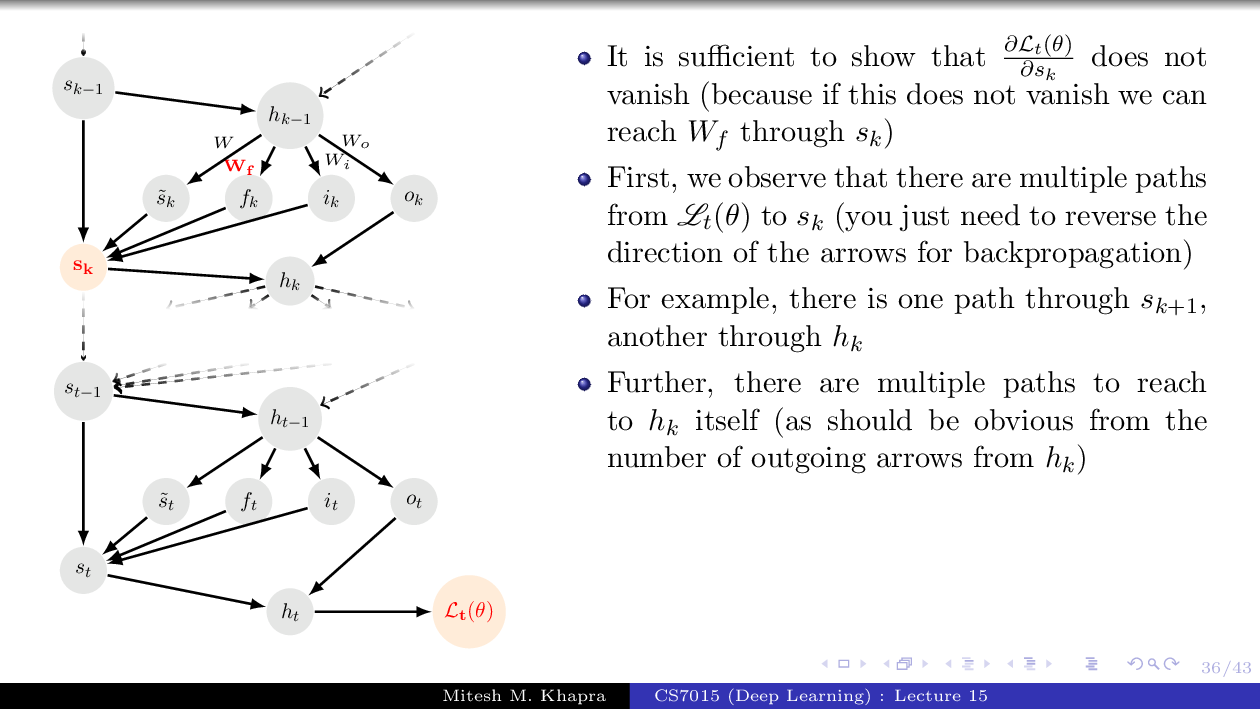 s_{k−1}
h_{k−1}
W
W_o
W_f
W_i
s̃_k
f_k
i_k
o_k
s_k
h_k
s_{t−1}
h_{t−1}
s̃_t
f_t
i_t
o_t
s_t
h_t
ℒ_t(θ)
It is sufficient to show that ∂ℒ_t(θ)/∂s_k does not
vanish (because if this does not vanish we can
reach W_f through s_k)
First, we observe that there are multiple paths
from ℒ_t(θ) to s_k (you just need to reverse the
direction of the arrows for backpropagation)
For example, there is one path through s_{k+1},
another through h_k
Further, there are multiple paths to reach
to h_k itself (as should be obvious from the
number of outgoing arrows from h_k)
36/43
Mitesh M. Khapra
CS7015 (Deep Learning) : Lecture 15